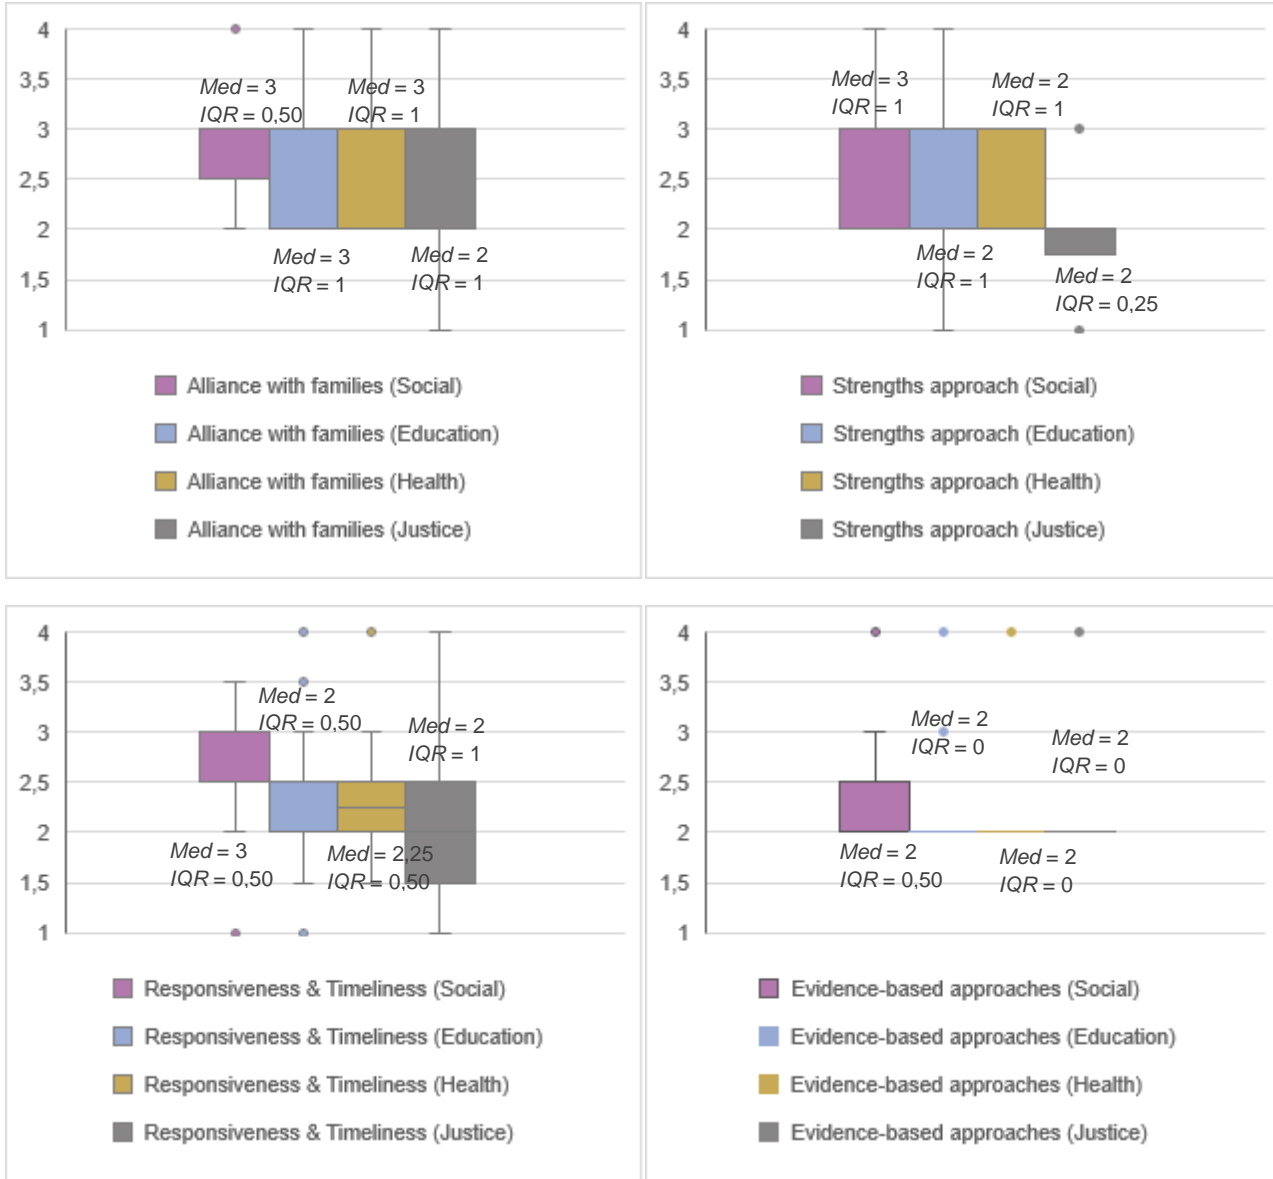 4
3,5
3
2,5
2
1,5
1
Med = 3
IQR = 0,50
Med = 3
IQR = 1
Med = 3
IQR = 1
Med = 2
IQR = 1
Alliance with families (Social)
Alliance with families (Education)
Alliance with families (Health)
Alliance with families (Justice)
4
3,5
3
2,5
2
1,5
1
Med = 3
IQR = 1
Med = 2
IQR = 1
Med = 2
IQR = 1
Med = 2
IQR = 0,25
Strengths approach (Social)
Strengths approach (Education)
Strengths approach (Health)
Strengths approach (Justice)
4
3,5
3
2,5
2
1,5
1
Med = 2
IQR = 0,50
Med = 2
IQR = 1
Med = 3
IQR = 0,50
Med = 2,25
IQR = 0,50
Responsiveness & Timeliness (Social)
Responsiveness & Timeliness (Education)
Responsiveness & Timeliness (Health)
Responsiveness & Timeliness (Justice)
4
3,5
3
2,5
2
1,5
1
Med = 2
IQR = 0
Med = 2
IQR = 0
Med = 2
IQR = 0,50
Med = 2
IQR = 0
Evidence-based approaches (Social)
Evidence-based approaches (Education)
Evidence-based approaches (Health)
Evidence-based approaches (Justice)